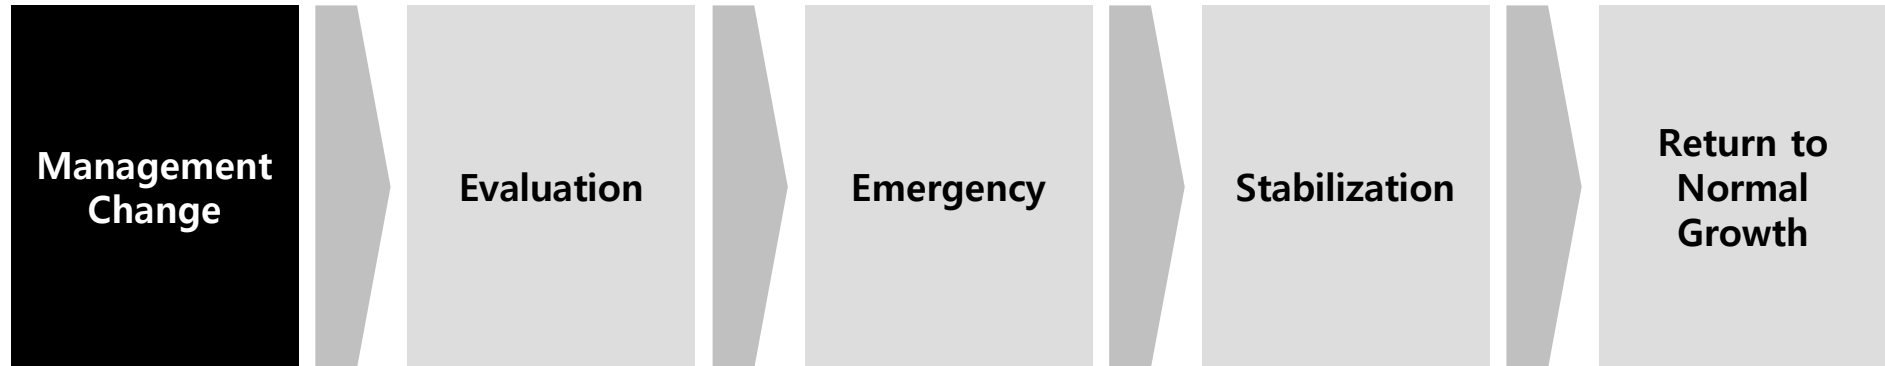 Management
Change
Evaluation
Emergency
Stabilization
Return to
Normal
Growth